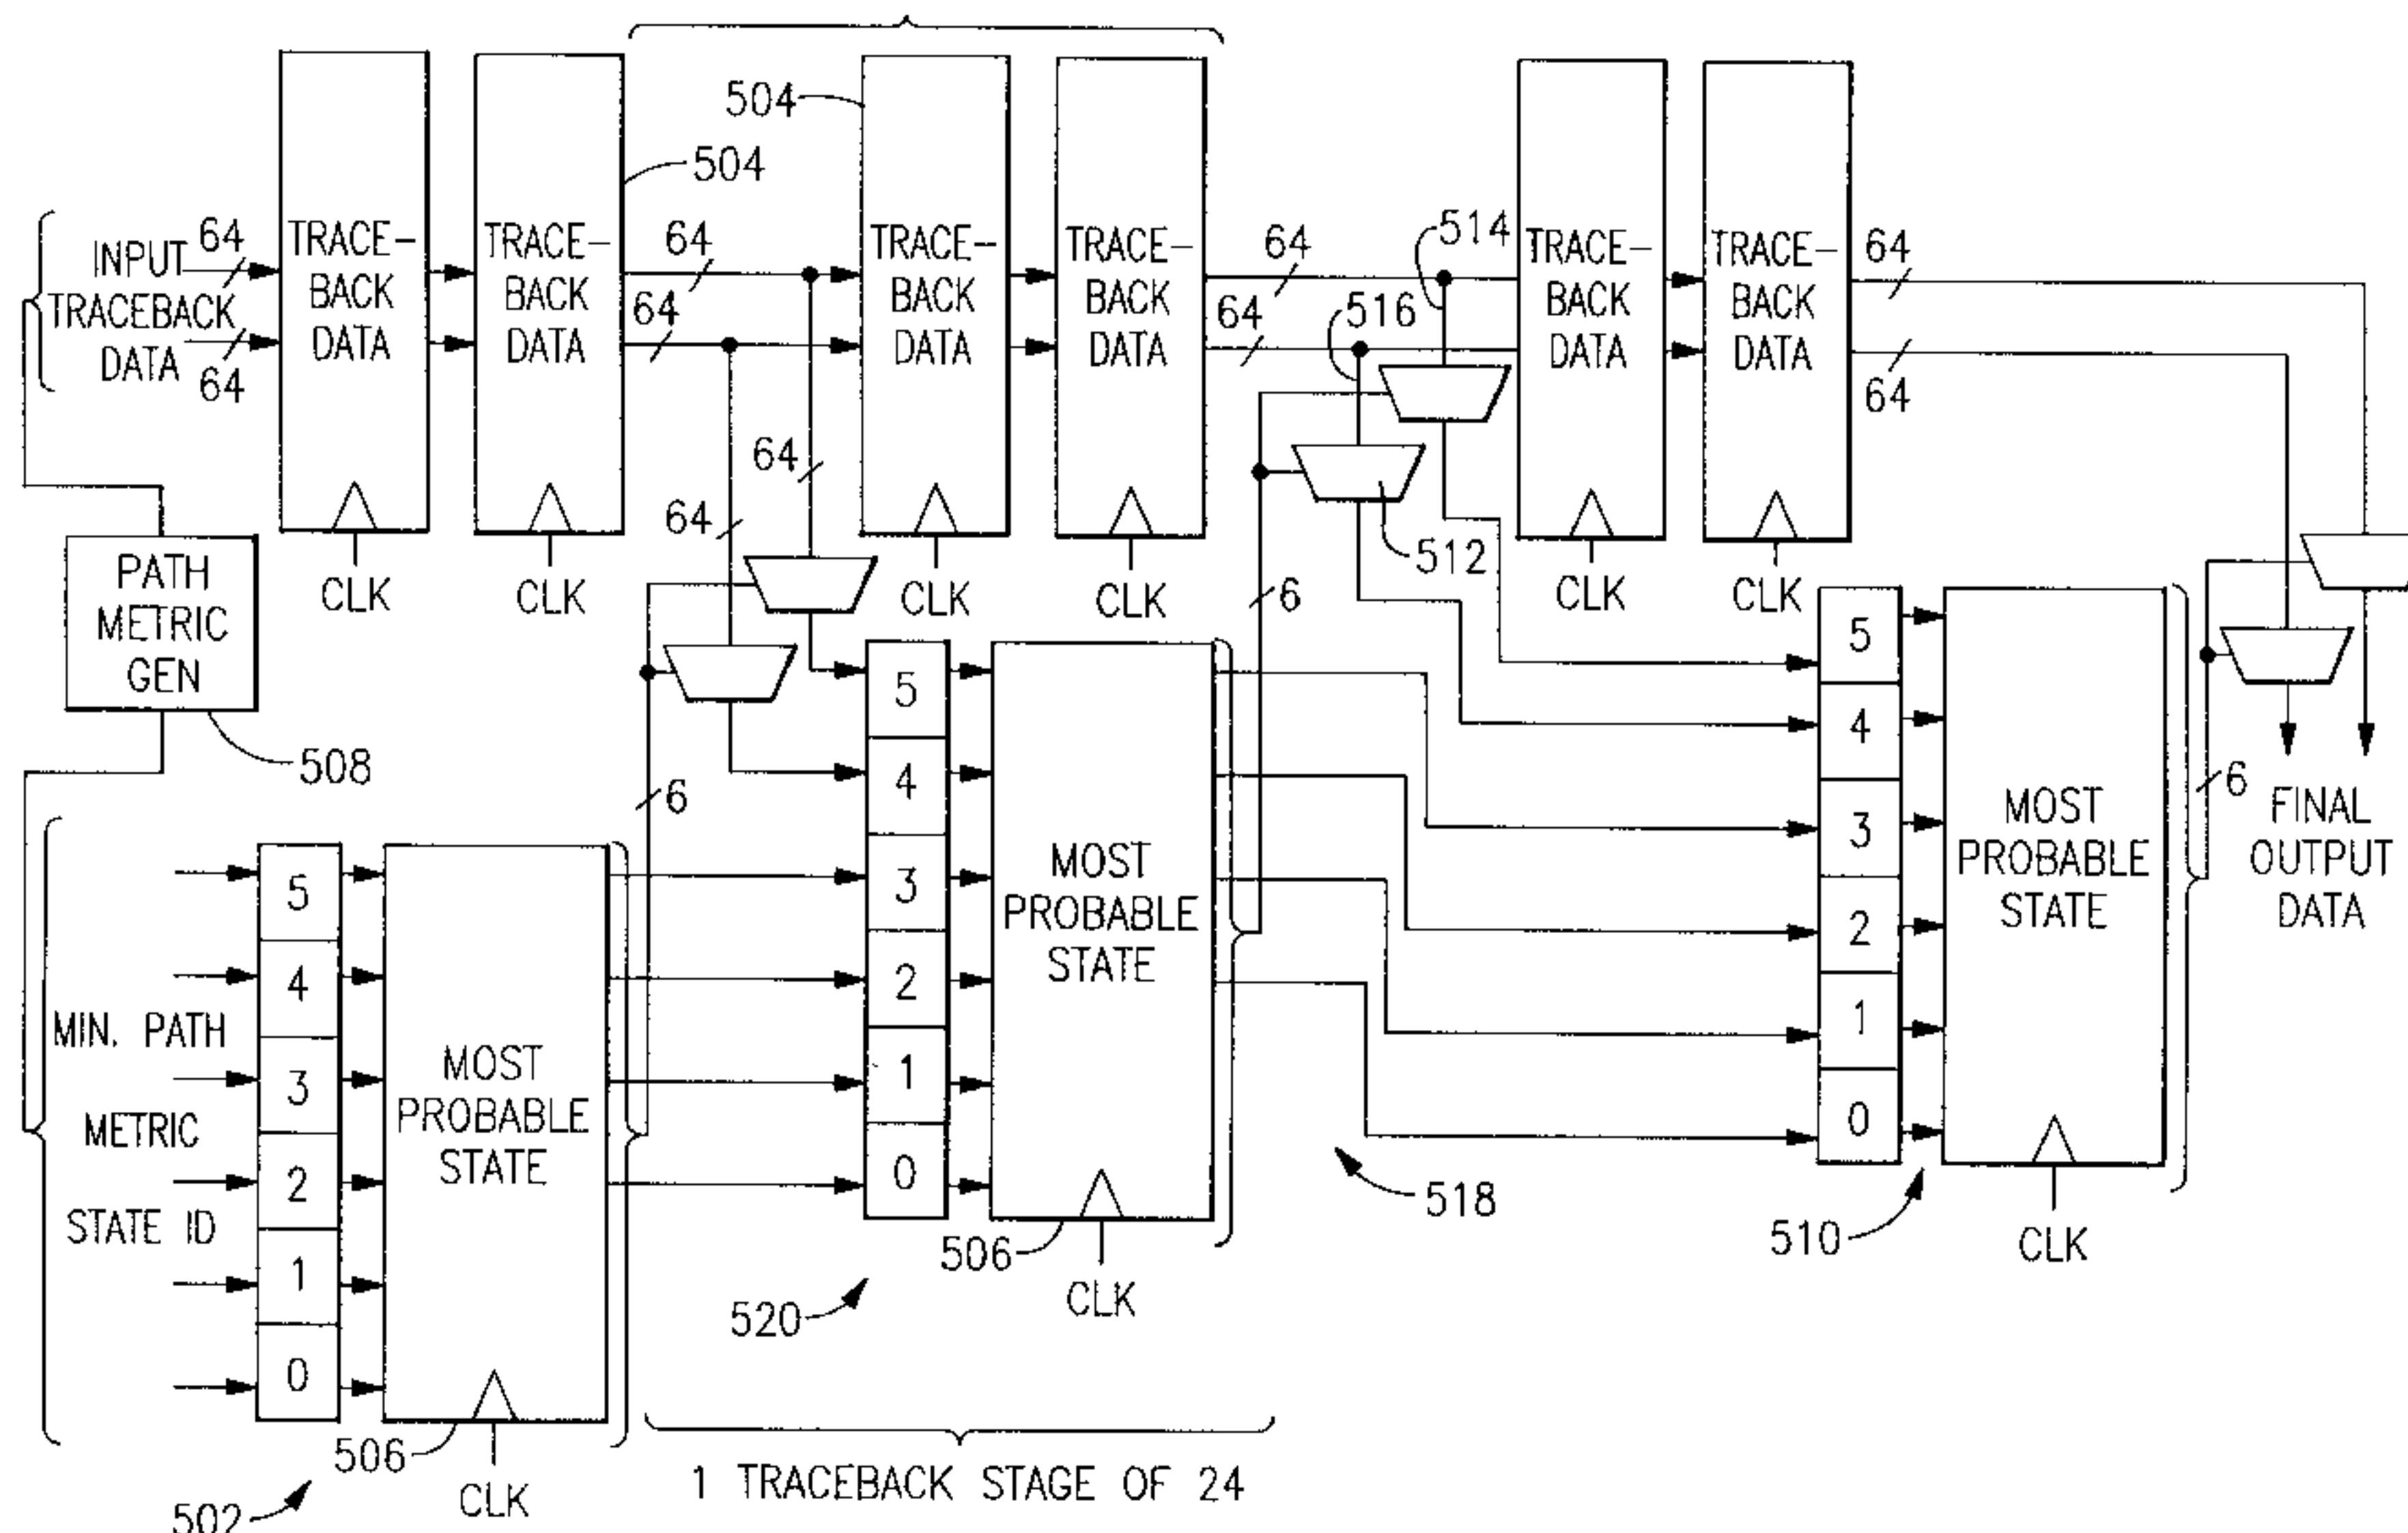 504
504
514
516
INPUT
TRACEBACK
DATA
64
64
TRACE-
BACK
DATA
TRACE-
BACK
DATA
64
64
TRACE-
BACK
DATA
TRACE-
BACK
DATA
64
64
TRACE-
BACK
DATA
TRACE-
BACK
DATA
64
64
64
64
512
CLK
CLK
CLK
CLK
CLK
CLK
PATH
METRIC
GEN
508
6
6
6
MIN. PATH
METRIC
STATE ID
5
4
3
2
1
0
MOST
PROBABLE
STATE
5
4
3
2
1
0
MOST
PROBABLE
STATE
5
4
3
2
1
0
MOST
PROBABLE
STATE
FINAL
OUTPUT
DATA
518
510
506
520
CLK
CLK
506
CLK
502
1 TRACEBACK STAGE OF 24